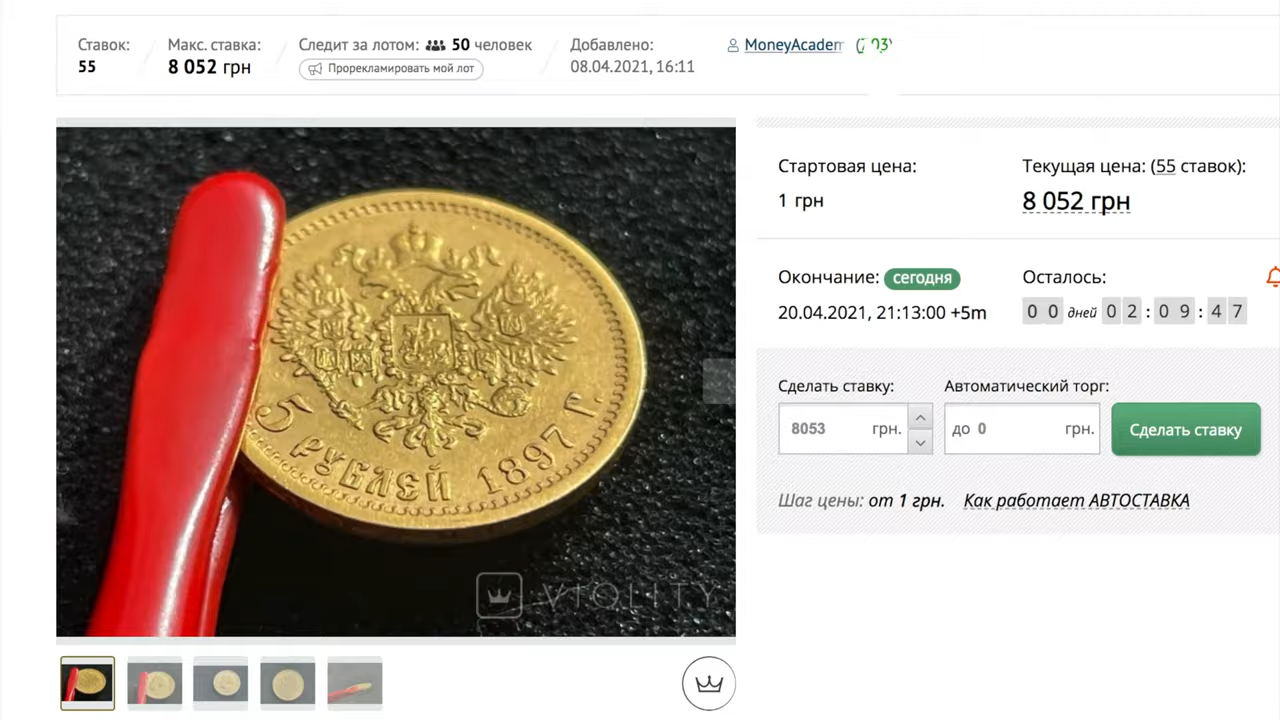 Ставок: Макс. ставка: Следит за лотом: 50 человек Добавлено: MoneyAcadem
55 8 052 грн Прорекламировать мой лот 08.04.2021, 16:11
5 РУБЛЕЙ 1897 Г.
VIOLITY
Стартовая цена: Текущая цена: (55 ставок):
1 грн 8 052 грн
Окончание: сегодня Осталось:
20.04.2021, 21:13:00 +5m 0 0 дней 0 2 : 0 9 : 4 7
Сделать ставку: Автоматический торг:
8053 грн. до 0 грн. Сделать ставку
Шаг цены: от 1 грн. Как работает АВТОСТАВКА